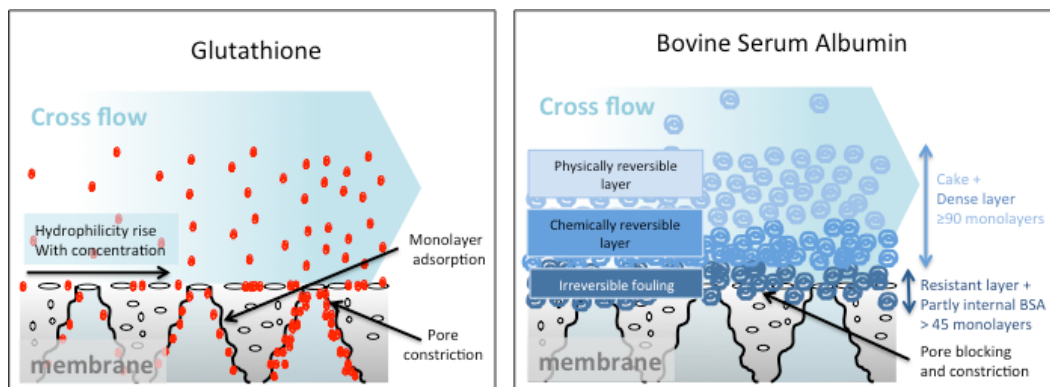 Glutathione
Cross flow
Hydrophilicity rise
With concentration
Monolayer
adsorption
Pore
constriction
membrane
Bovine Serum Albumin
Cross flow
Physically reversible
layer
Chemically reversible
layer
Irreversible fouling
Cake +
Dense layer
≥90 monolayers
Resistant layer +
Partly internal BSA
> 45 monolayers
Pore blocking
and constriction
membrane